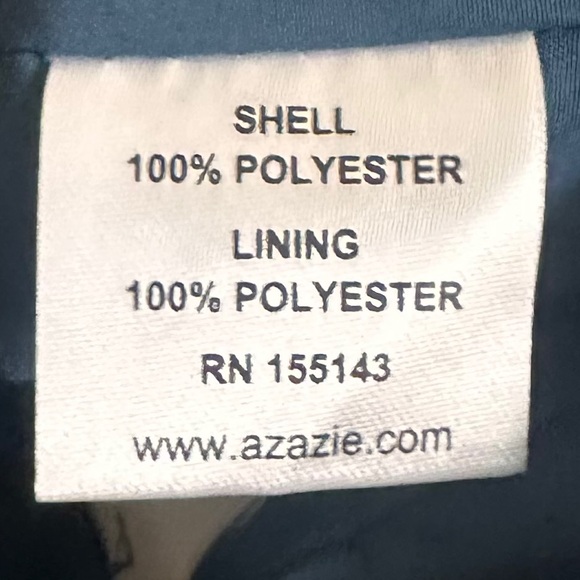 SHELL
100% POLYESTER
LINING
100% POLYESTER
RN 155143
www.azazie.com